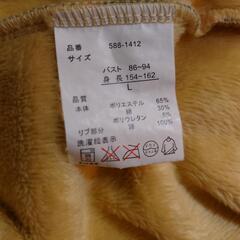 品番 588-1412
サイズ
バスト 86~94
身長 154~162
L
品質
本体 ポリエステル 65%
綿 30%
ポリウレタン 5%
リブ部分 綿 100%
洗濯絵表示